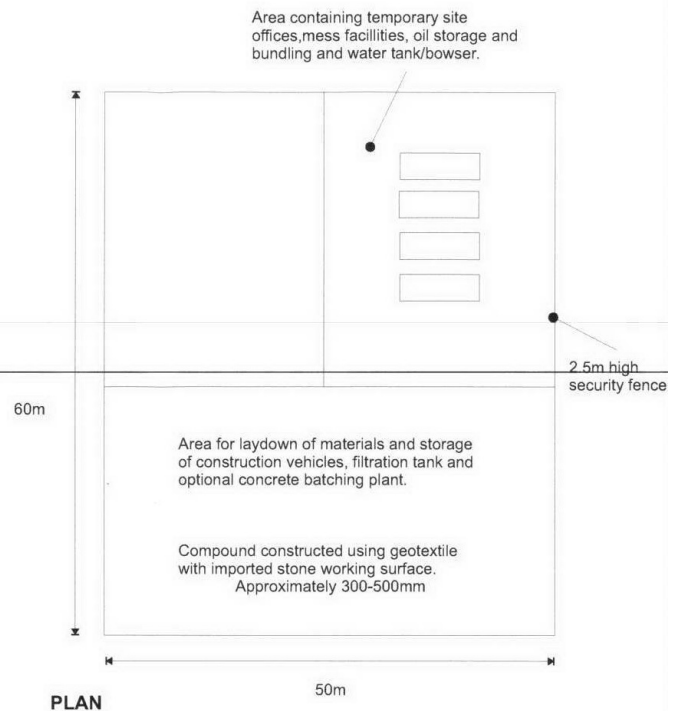 Area containing temporary site
offices,mess facillities, oil storage and
bundling and water tank/bowser.
2.5m high
security fence
60m
Area for laydown of materials and storage
of construction vehicles, filtration tank and
optional concrete batching plant.
Compound constructed using geotextile
with imported stone working surface.
Approximately 300-500mm
50m
PLAN